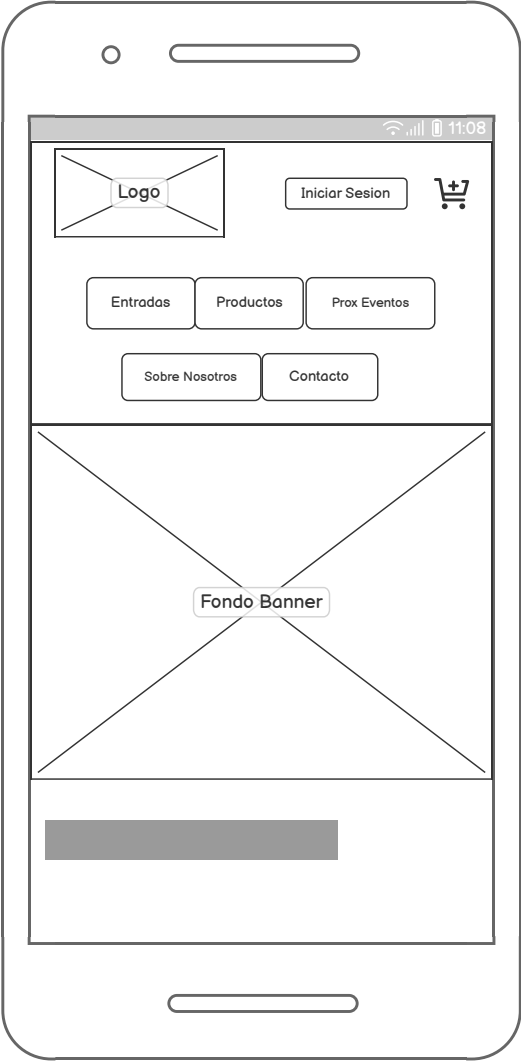 11:08
Logo
Iniciar Sesion
Entradas
Productos
Prox Eventos
Sobre Nosotros
Contacto
Fondo Banner